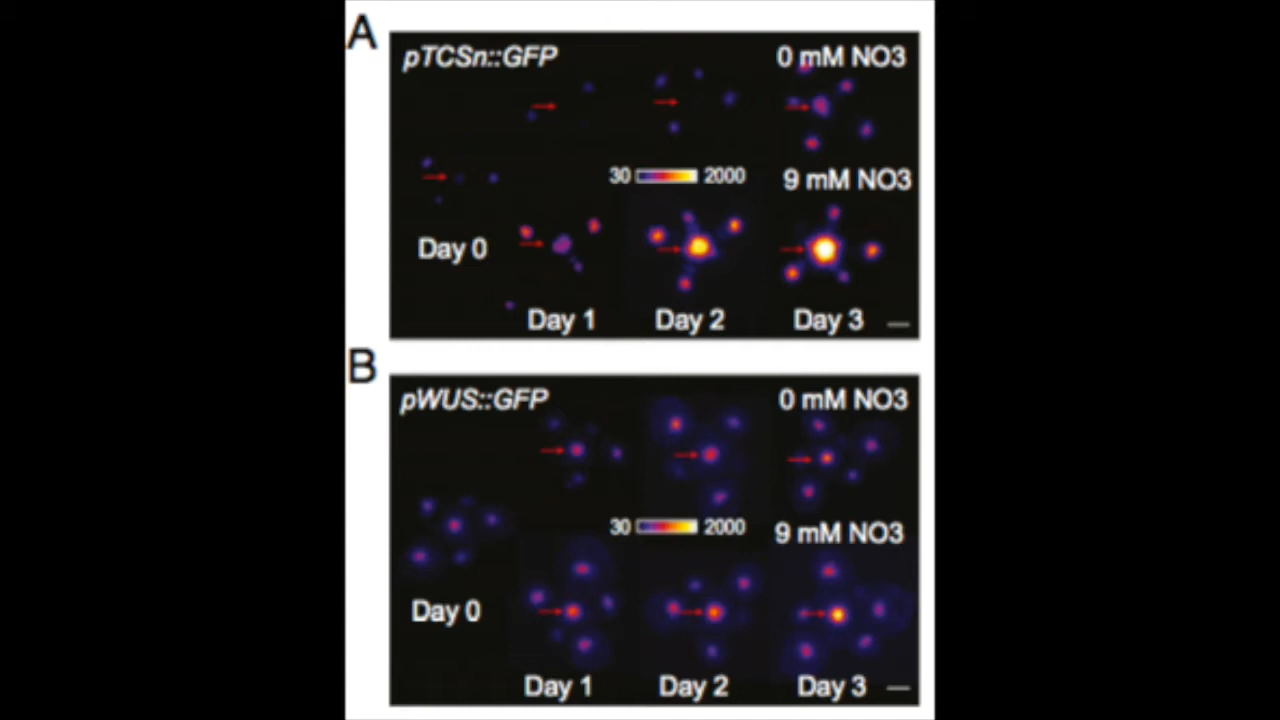 A
pTCSn::GFP
0 mM NO3
30 2000
9 mM NO3
Day 0
Day 1 Day 2 Day 3
B
pWUS::GFP
0 mM NO3
30 2000
9 mM NO3
Day 0
Day 1 Day 2 Day 3